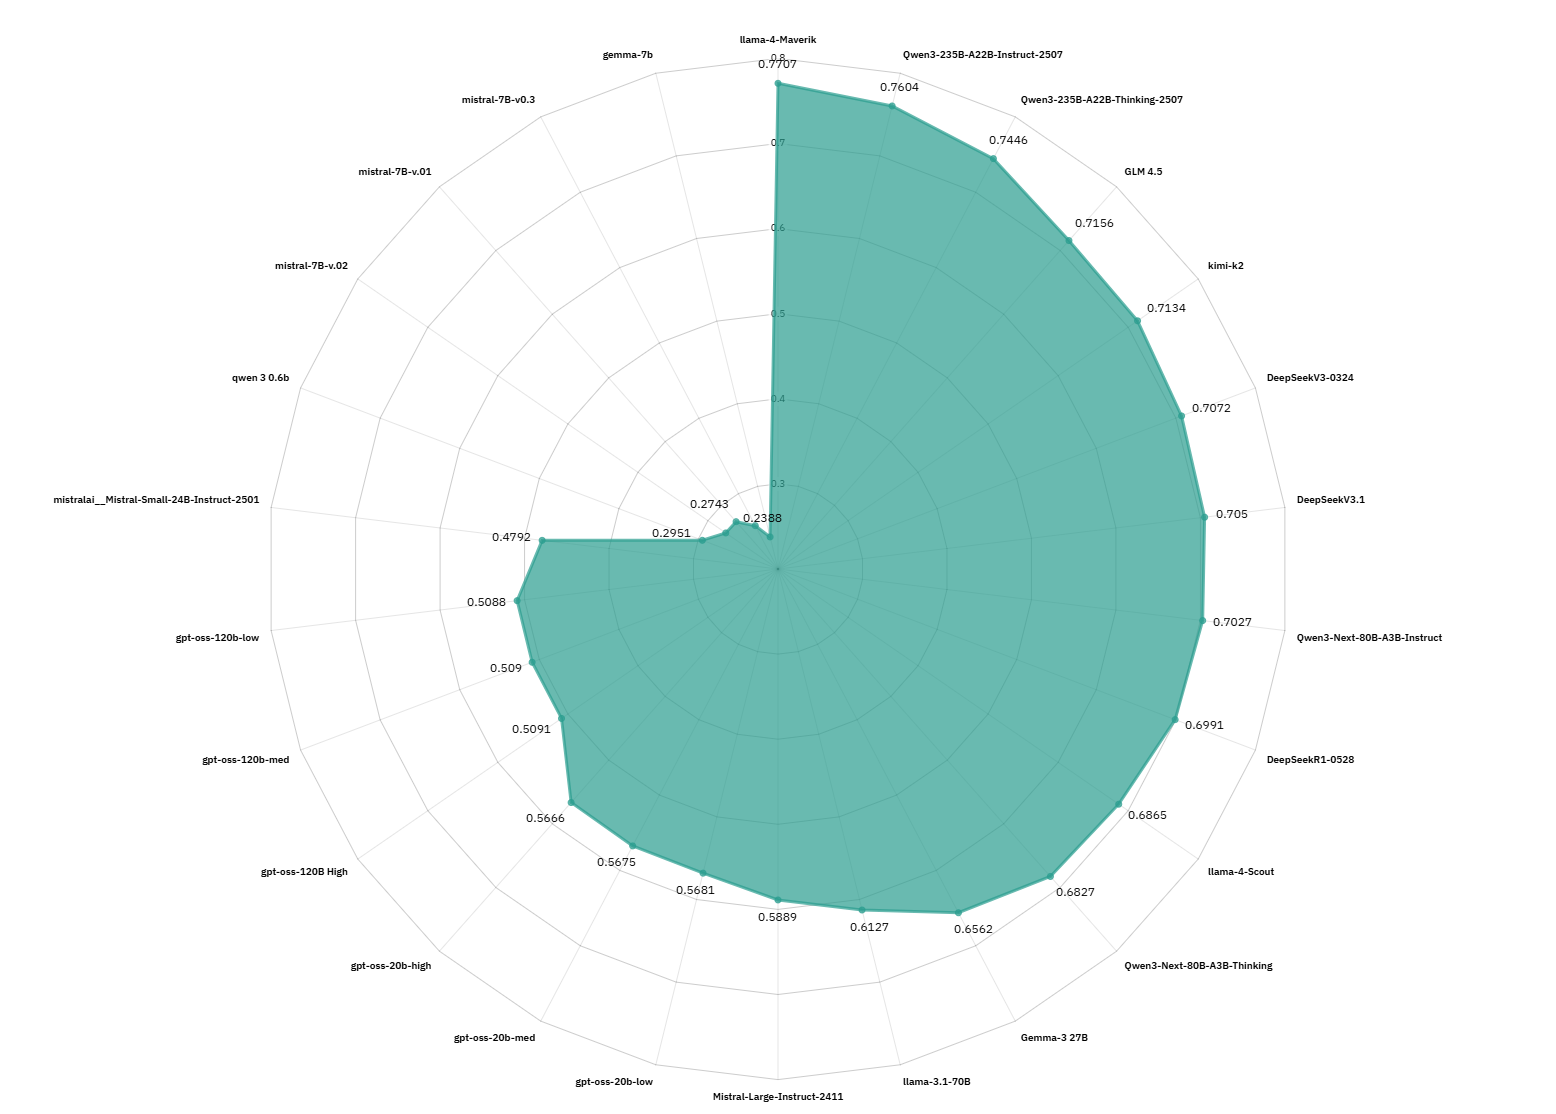 llama-4-Maverik
gemma-7b
Qwen3-235B-A22B-Instruct-2507
0.8
0.7707
0.7604
mistral-7B-v0.3
Qwen3-235B-A22B-Thinking-2507
0.7446
0.7
mistral-7B-v.01
GLM 4.5
0.7156
0.6
mistral-7B-v.02
kimi-k2
0.7134
0.5
qwen 3 0.6b
DeepSeekV3-0324
0.4
0.7072
0.3
mistralai__Mistral-Small-24B-Instruct-2501
DeepSeekV3.1
0.2743
0.2388
0.705
0.2951
0.4792
0.5088
0.7027
gpt-oss-120b-low
Qwen3-Next-80B-A3B-Instruct
0.509
0.5091
0.6991
gpt-oss-120b-med
DeepSeekR1-0528
0.5666
0.6865
0.5675
gpt-oss-120B High
llama-4-Scout
0.5681
0.6827
0.5889
0.6127
0.6562
gpt-oss-20b-high
Qwen3-Next-80B-A3B-Thinking
gpt-oss-20b-med
Gemma-3 27B
gpt-oss-20b-low
llama-3.1-70B
Mistral-Large-Instruct-2411